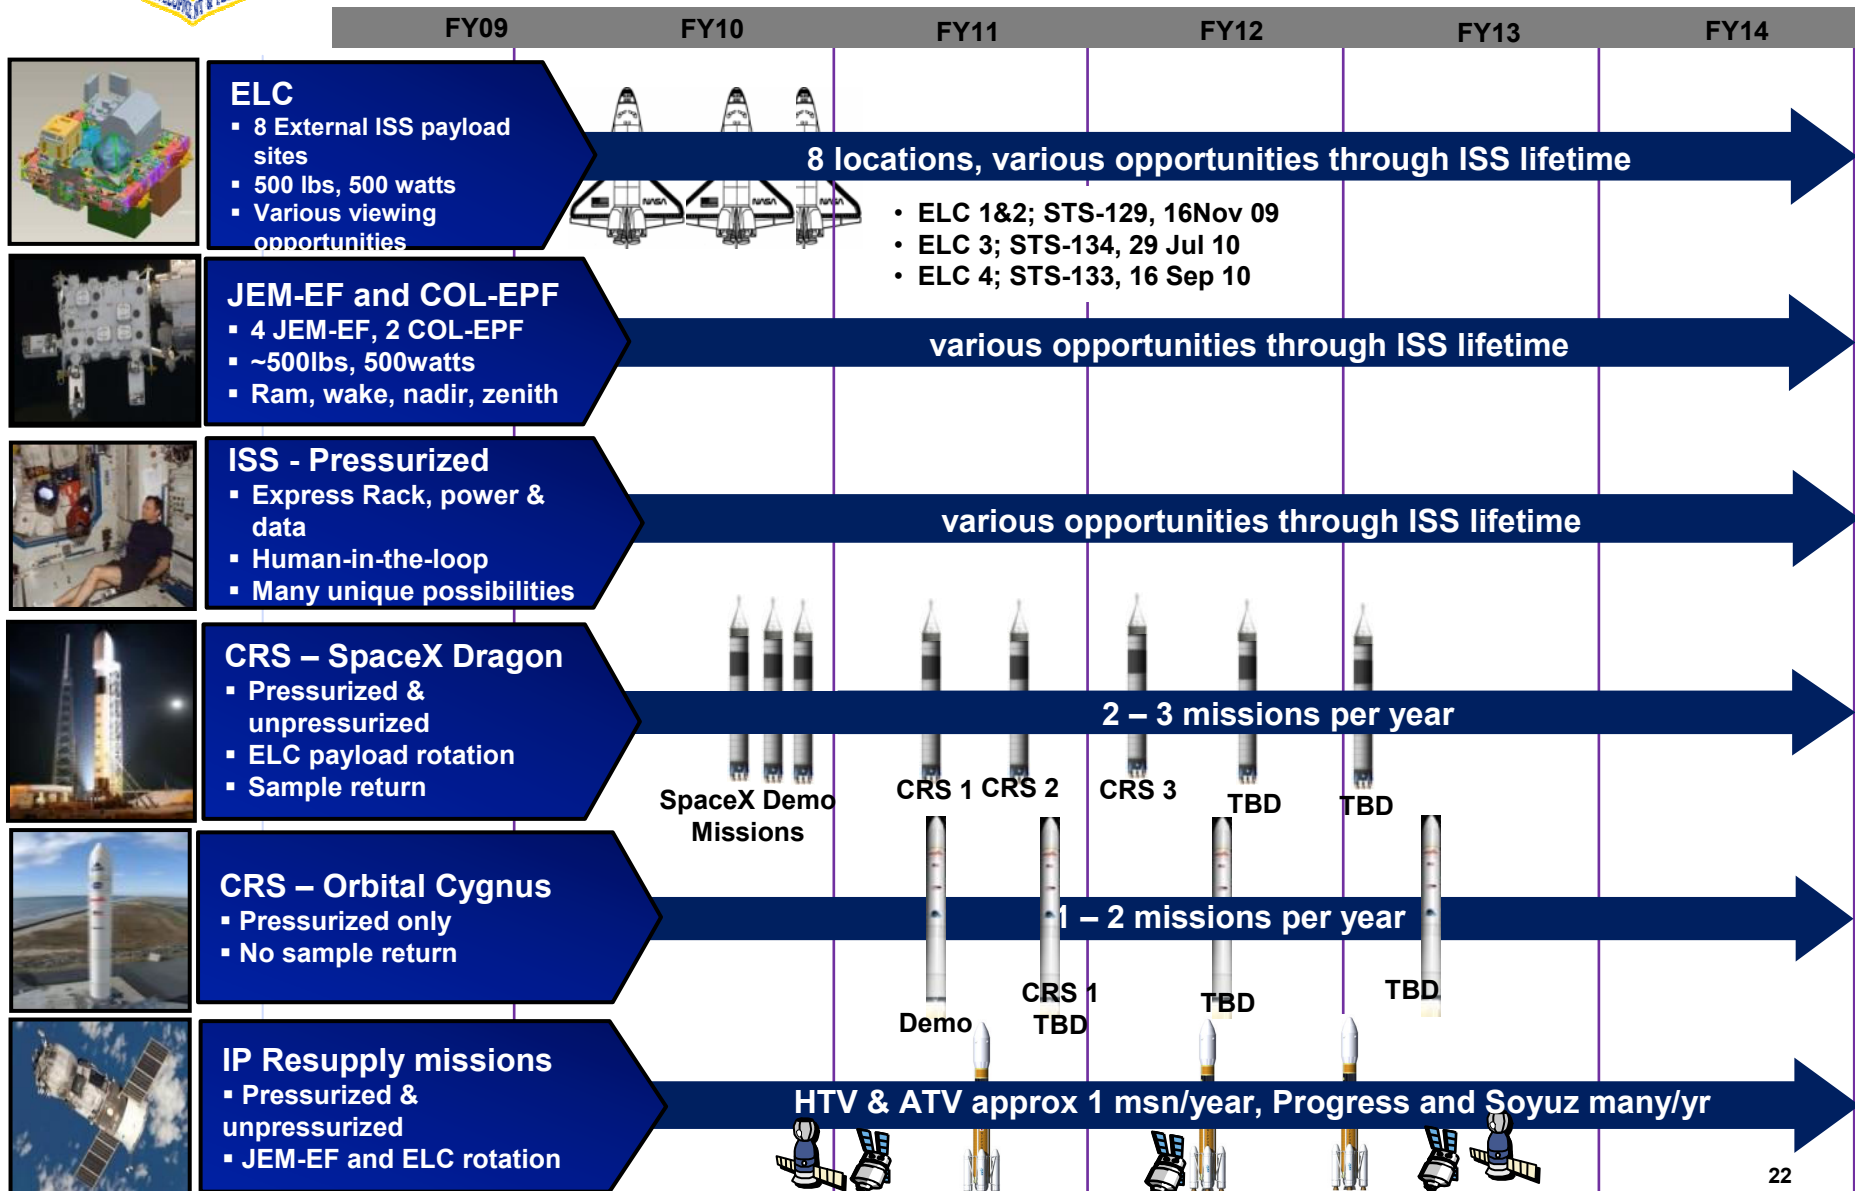 FY09 FY10 FY11 FY12 FY13 FY14
ELC
▪ 8 External ISS payload
sites
▪ 500 lbs, 500 watts
▪ Various viewing
opportunities
8 locations, various opportunities through ISS lifetime
NASA NASA NASA
• ELC 1&2; STS-129, 16Nov 09
• ELC 3; STS-134, 29 Jul 10
• ELC 4; STS-133, 16 Sep 10
JEM-EF and COL-EPF
▪ 4 JEM-EF, 2 COL-EPF
▪ ~500lbs, 500watts
▪ Ram, wake, nadir, zenith
various opportunities through ISS lifetime
ISS - Pressurized
▪ Express Rack, power &
data
▪ Human-in-the-loop
▪ Many unique possibilities
various opportunities through ISS lifetime
CRS – SpaceX Dragon
▪ Pressurized &
unpressurized
▪ ELC payload rotation
▪ Sample return
2 – 3 missions per year
SpaceX Demo
Missions
CRS 1 CRS 2 CRS 3 TBD TBD
CRS – Orbital Cygnus
▪ Pressurized only
▪ No sample return
1 – 2 missions per year
Demo
CRS 1
TBD
TBD
TBD
IP Resupply missions
▪ Pressurized &
unpressurized
▪ JEM-EF and ELC rotation
HTV & ATV approx 1 msn/year, Progress and Soyuz many/yr
22